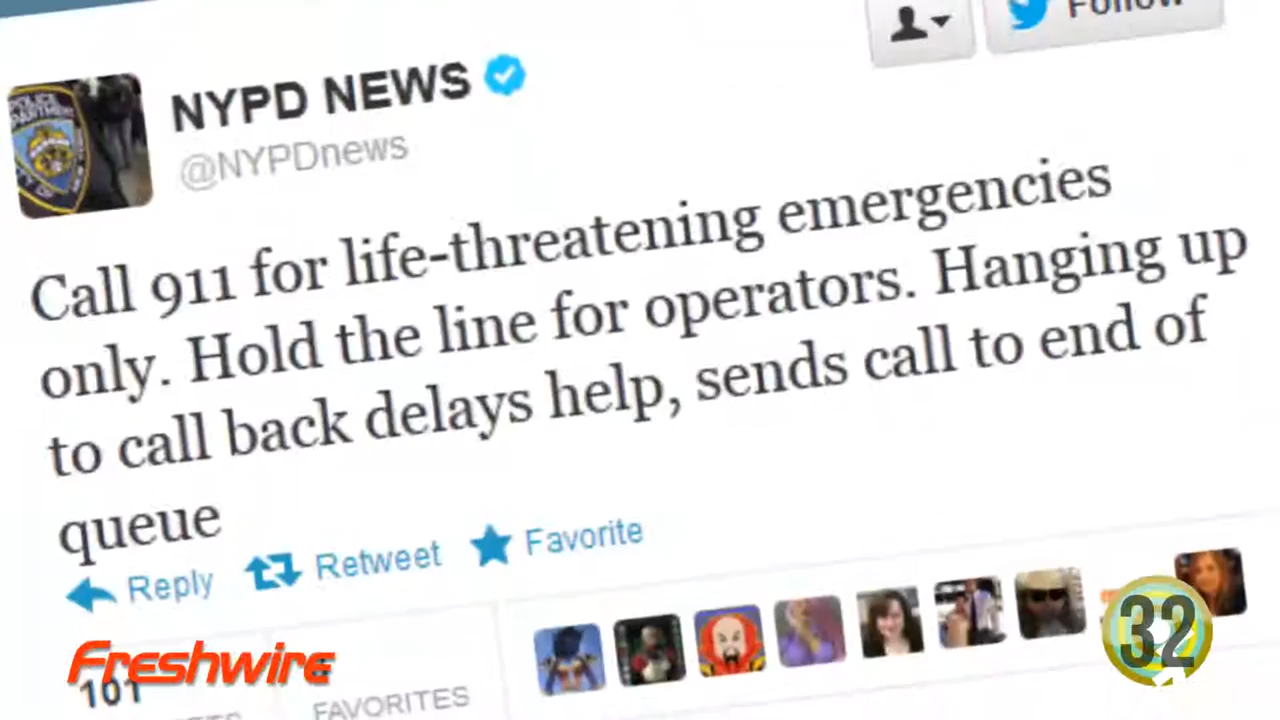 Follow
NYPD NEWS
@NYPDnews
Call 911 for life-threatening emergencies
only. Hold the line for operators. Hanging up
to call back delays help, sends call to end of
queue
Reply Retweet Favorite
Freshwire
101
FAVORITES
32